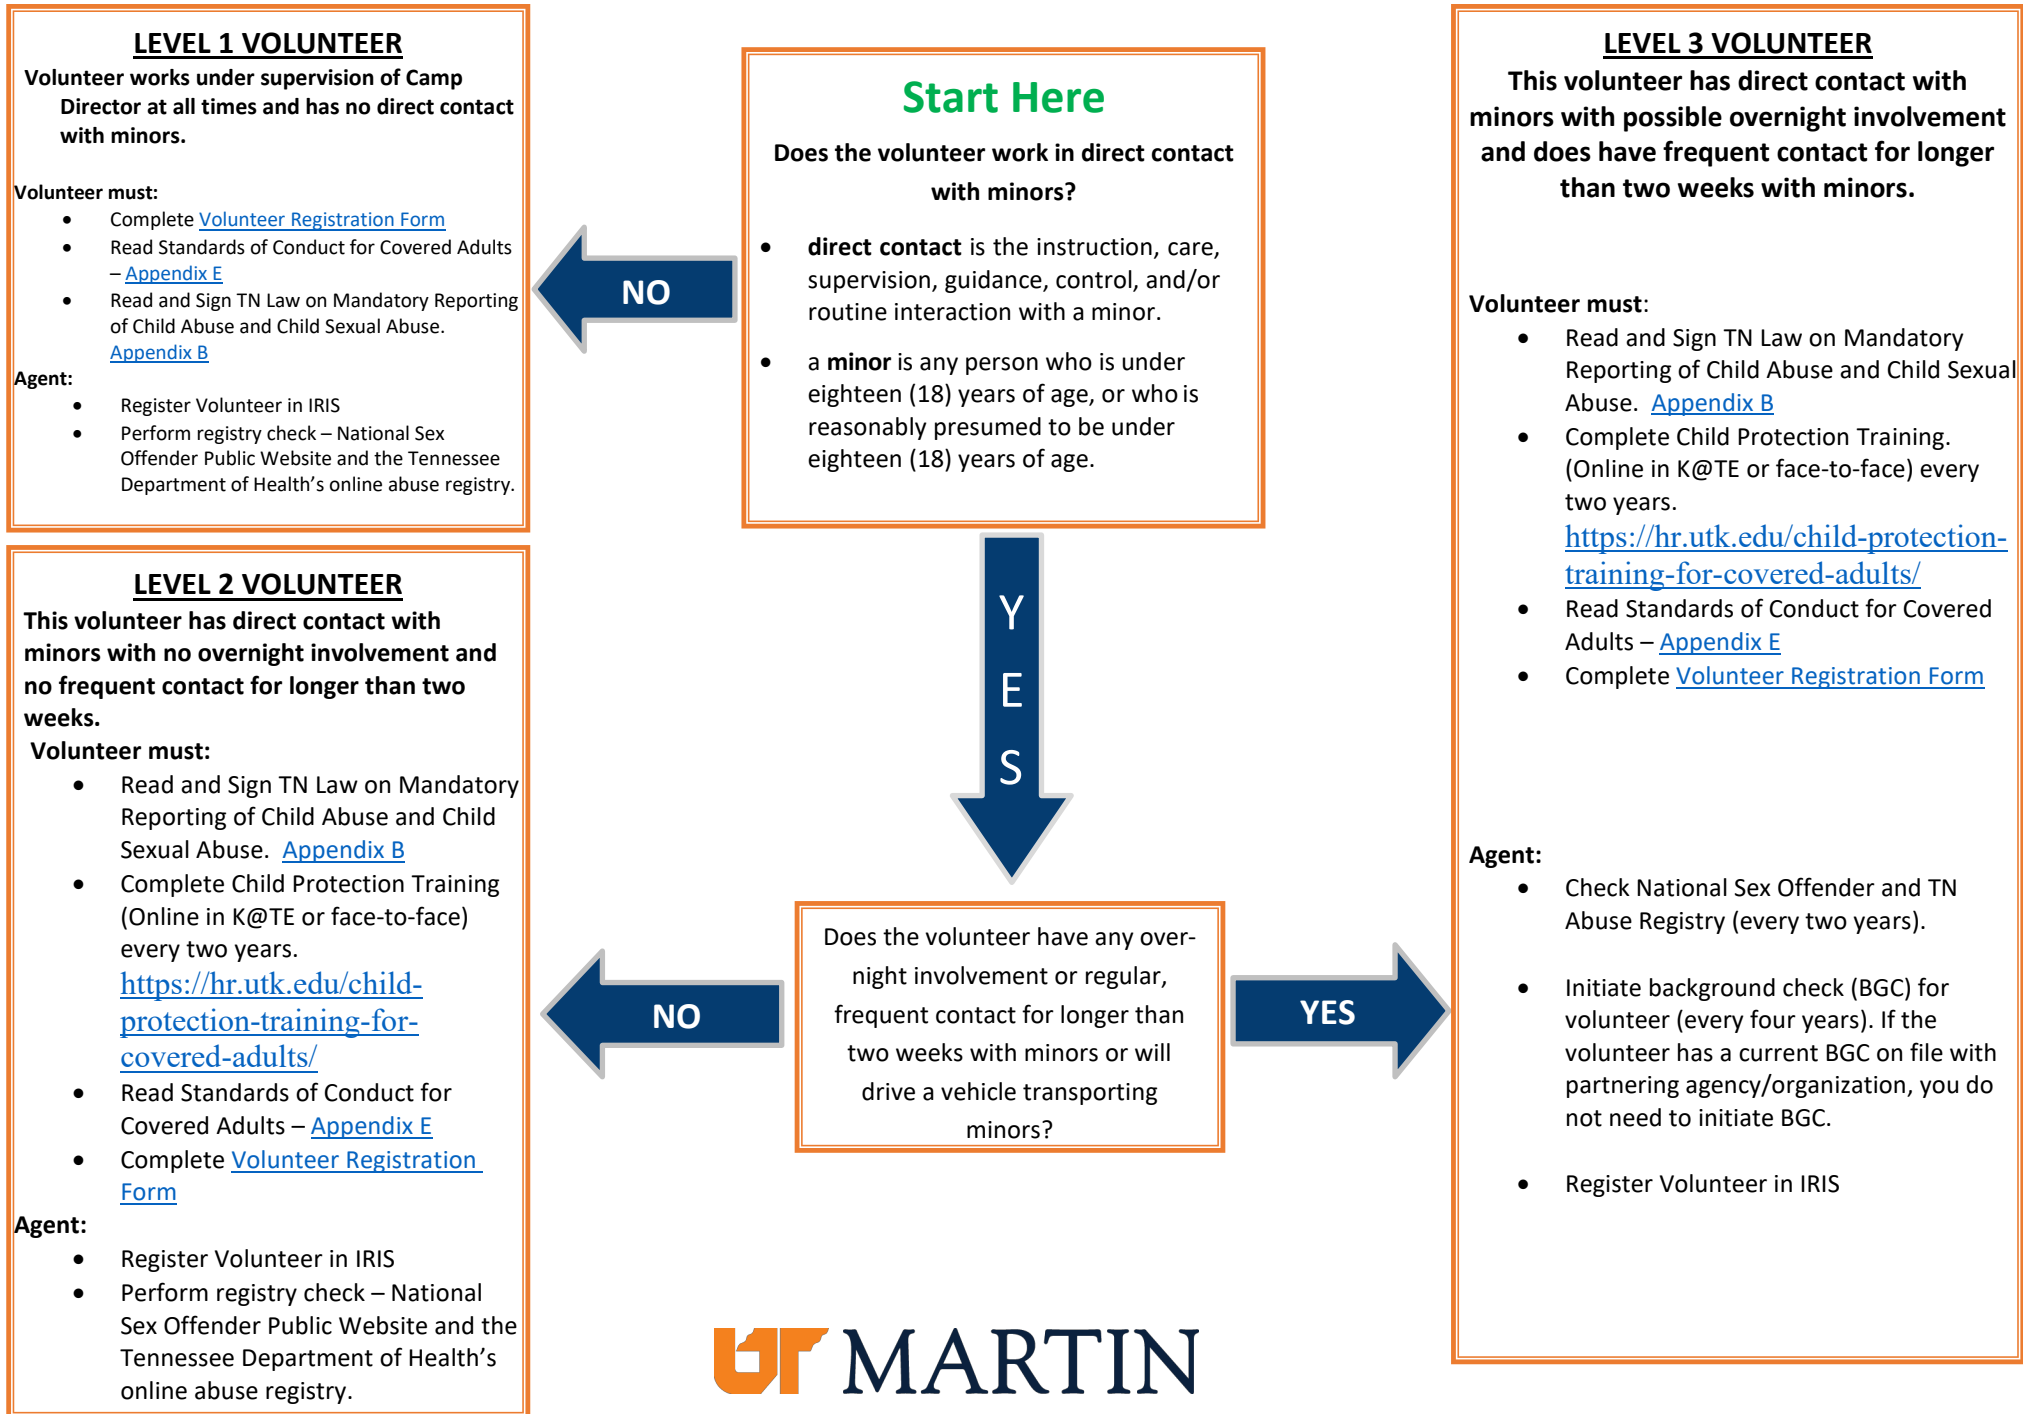 LEVEL 1 VOLUNTEER
Volunteer works under supervision of Camp
Director at all times and has no direct contact
with minors.
Volunteer must:
• Complete Volunteer Registration Form
• Read Standards of Conduct for Covered Adults
– Appendix E
• Read and Sign TN Law on Mandatory Reporting
of Child Abuse and Child Sexual Abuse.
Appendix B
Agent:
• Register Volunteer in IRIS
• Perform registry check – National Sex
Offender Public Website and the Tennessee
Department of Health’s online abuse registry.
Start Here
Does the volunteer work in direct contact
with minors?
• direct contact is the instruction, care,
supervision, guidance, control, and/or
routine interaction with a minor.
• a minor is any person who is under
eighteen (18) years of age, or who is
reasonably presumed to be under
eighteen (18) years of age.
NO
Y
E
S
LEVEL 2 VOLUNTEER
This volunteer has direct contact with
minors with no overnight involvement and
no frequent contact for longer than two
weeks.
Volunteer must:
• Read and Sign TN Law on Mandatory
Reporting of Child Abuse and Child
Sexual Abuse. Appendix B
• Complete Child Protection Training
(Online in K@TE or face-to-face)
every two years.
https://hr.utk.edu/child-
protection-training-for-
covered-adults/
• Read Standards of Conduct for
Covered Adults – Appendix E
• Complete Volunteer Registration
Form
Agent:
• Register Volunteer in IRIS
• Perform registry check – National
Sex Offender Public Website and the
Tennessee Department of Health’s
online abuse registry.
NO
Does the volunteer have any over-
night involvement or regular,
frequent contact for longer than
two weeks with minors or will
drive a vehicle transporting
minors?
YES
LEVEL 3 VOLUNTEER
This volunteer has direct contact with
minors with possible overnight involvement
and does have frequent contact for longer
than two weeks with minors.
Volunteer must:
• Read and Sign TN Law on Mandatory
Reporting of Child Abuse and Child Sexual
Abuse. Appendix B
• Complete Child Protection Training.
(Online in K@TE or face-to-face) every
two years.
https://hr.utk.edu/child-protection-
training-for-covered-adults/
• Read Standards of Conduct for Covered
Adults – Appendix E
• Complete Volunteer Registration Form
Agent:
• Check National Sex Offender and TN
Abuse Registry (every two years).
• Initiate background check (BGC) for
volunteer (every four years). If the
volunteer has a current BGC on file with
partnering agency/organization, you do
not need to initiate BGC.
• Register Volunteer in IRIS
UT MARTIN